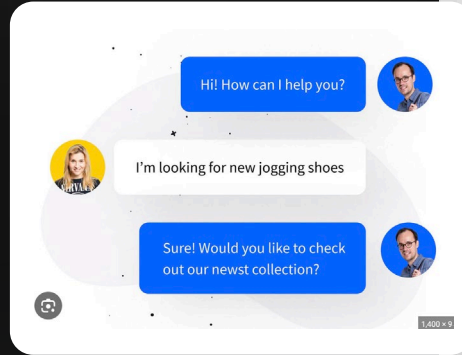 Hi! How can I help you?
I'm looking for new jogging shoes
NIRVANA
Sure! Would you like to check
out our newst collection?
1,400 × 9